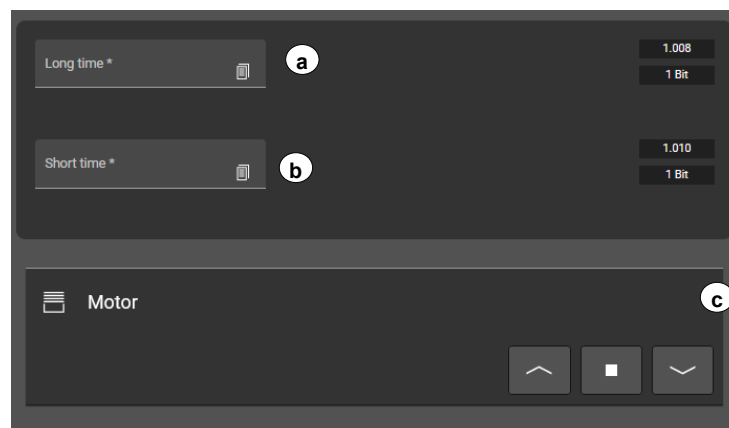 Long time *
a
1.008
1 Bit
Short time *
b
1.010
1 Bit
Motor
c